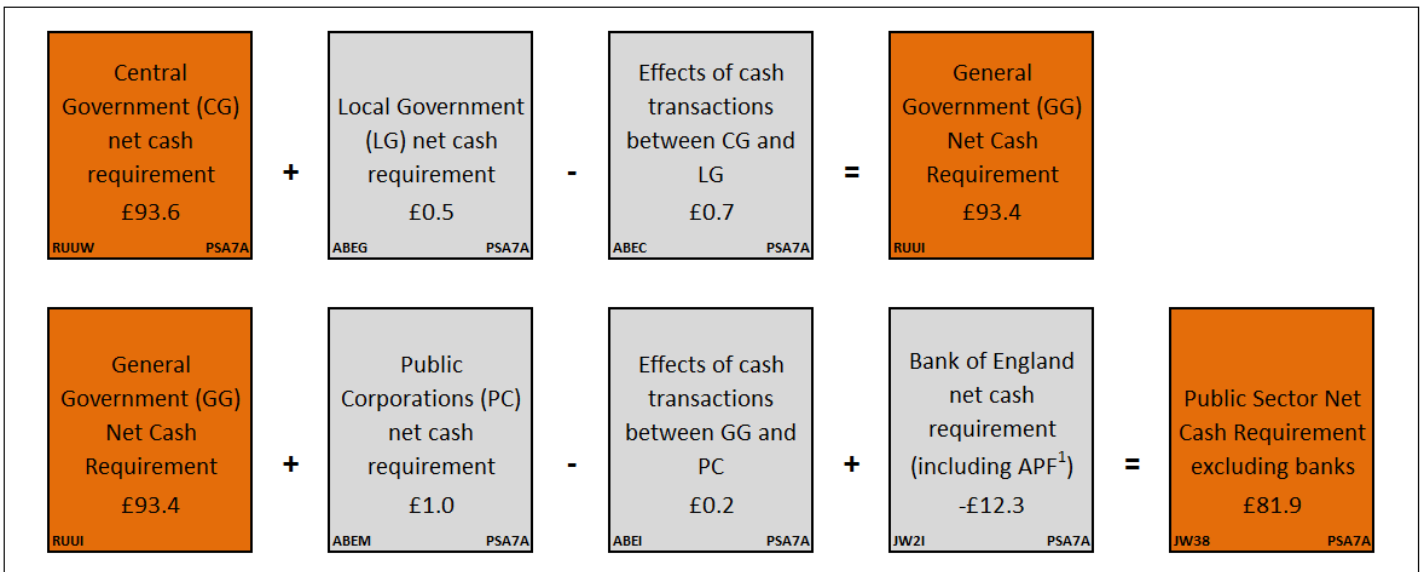 Central
Government (CG)
net cash
requirement
£93.6
RUUW PSA7A
+
Local Government
(LG) net cash
requirement
£0.5
ABEG PSA7A
-
Effects of cash
transactions
between CG and
LG
£0.7
ABEC PSA7A
=
General
Government (GG)
Net Cash
Requirement
£93.4
RUUI
General
Government (GG)
Net Cash
Requirement
£93.4
RUUI
+
Public
Corporations (PC)
net cash
requirement
£1.0
ABEM PSA7A
-
Effects of cash
transactions
between GG and
PC
£0.2
ABEI PSA7A
+
Bank of England
net cash
requirement
(including APF¹)
-£12.3
JW2I PSA7A
=
Public Sector Net
Cash Requirement
excluding banks
£81.9
JW38 PSA7A